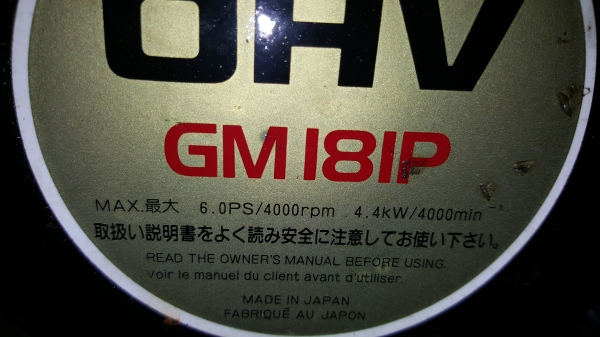 OHV
GM181P
MAX.最大 6.0PS/4000rpm 4.4kW/4000min⁻¹
取扱い説明書をよく読み安全に注意してお使い下さい。
READ THE OWNER'S MANUAL BEFORE USING.
Voir le manuel du client avant d'utiliser.
MADE IN JAPAN
FABRIQUÉ AU JAPON